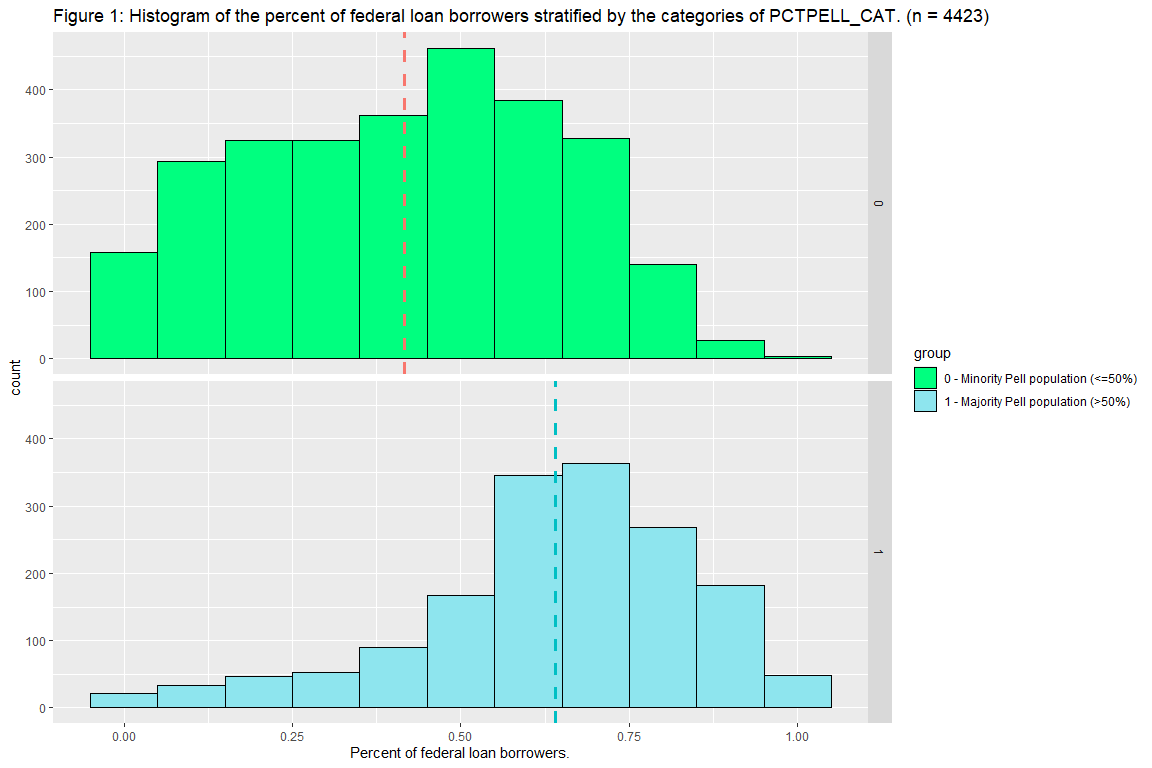 Figure 1: Histogram of the percent of federal loan borrowers stratified by the categories of PCTPELL_CAT. (n = 4423)
400
300
200
100
0
0
count
400
300
200
100
0
1
0.00 0.25 0.50 0.75 1.00
Percent of federal loan borrowers.
group
0 - Minority Pell population (<=50%)
1 - Majority Pell population (>50%)